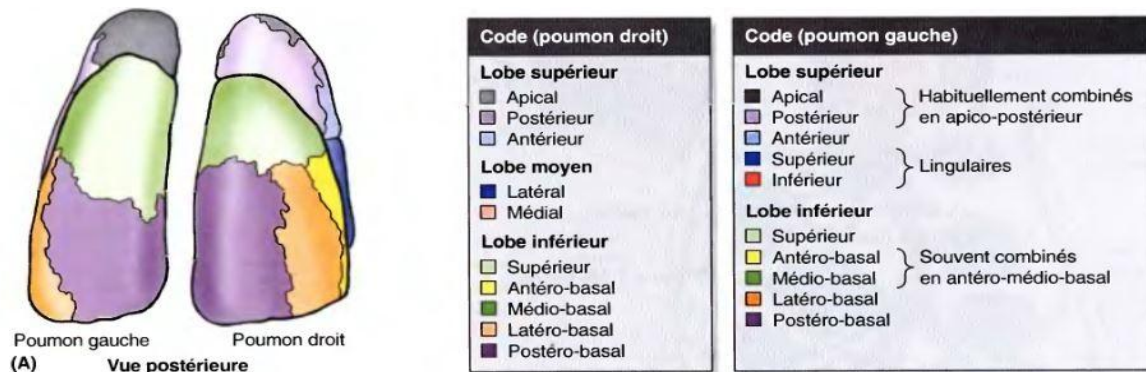 Poumon gauche
Poumon droit
(A) Vue postérieure
Code (poumon droit)
Lobe supérieur
Apical
Postérieur
Antérieur
Lobe moyen
Latéral
Médial
Lobe inférieur
Supérieur
Antéro-basal
Médio-basal
Latéro-basal
Postéro-basal
Code (poumon gauche)
Lobe supérieur
Apical
Postérieur
Habituellement combinés
en apico-postérieur
Antérieur
Supérieur
Inférieur
Lingulaires
Lobe inférieur
Supérieur
Antéro-basal
Médio-basal
Souvent combinés
en antéro-médio-basal
Latéro-basal
Postéro-basal